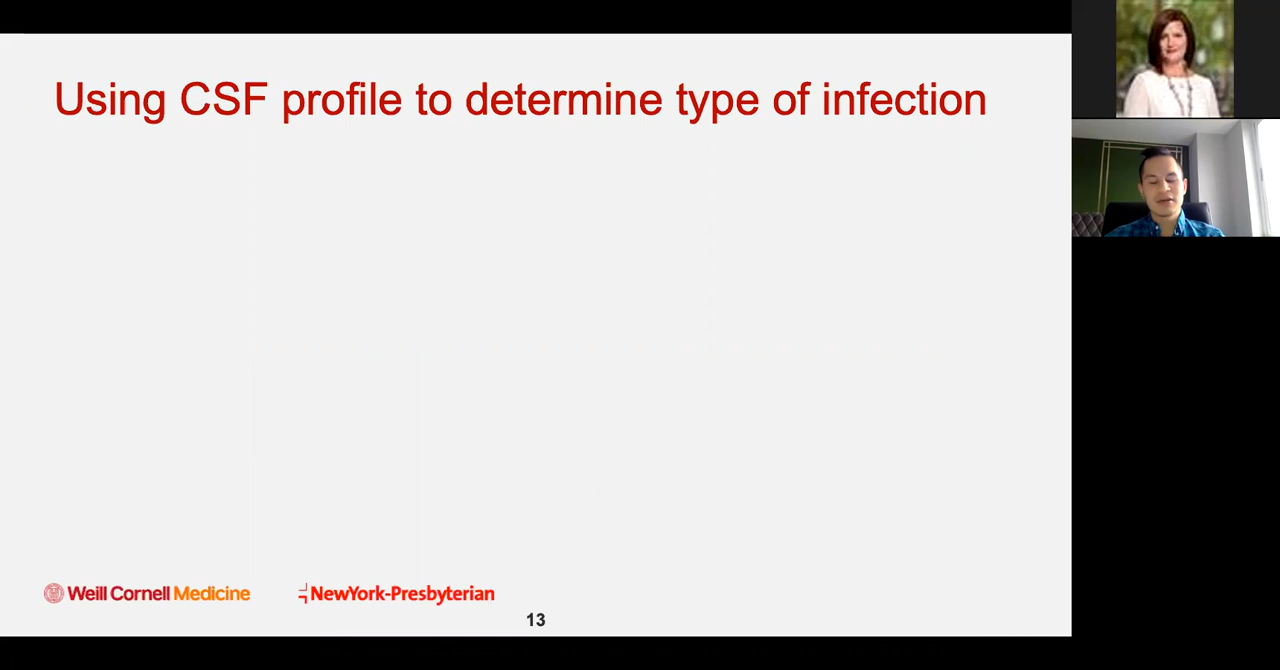 Using CSF profile to determine type of infection
Weill Cornell Medicine
NewYork-Presbyterian
13